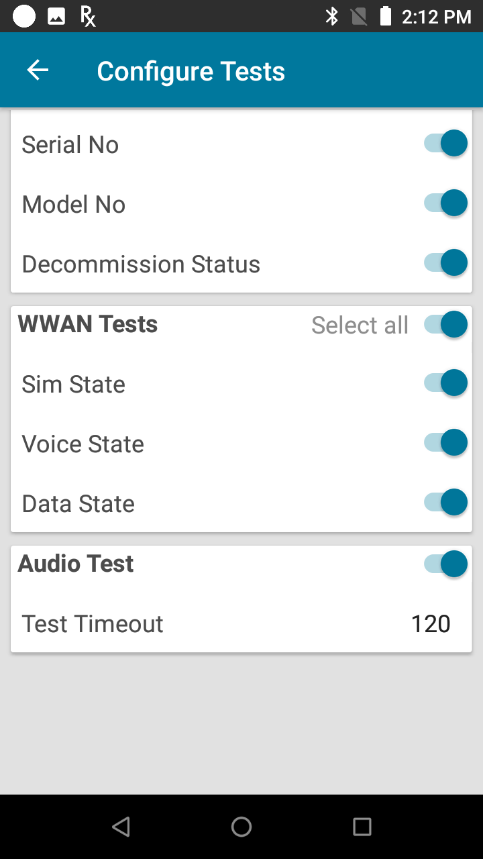 2:12 PM
Configure Tests
Serial No
Model No
Decommission Status
WWAN Tests Select all
Sim State
Voice State
Data State
Audio Test
Test Timeout 120